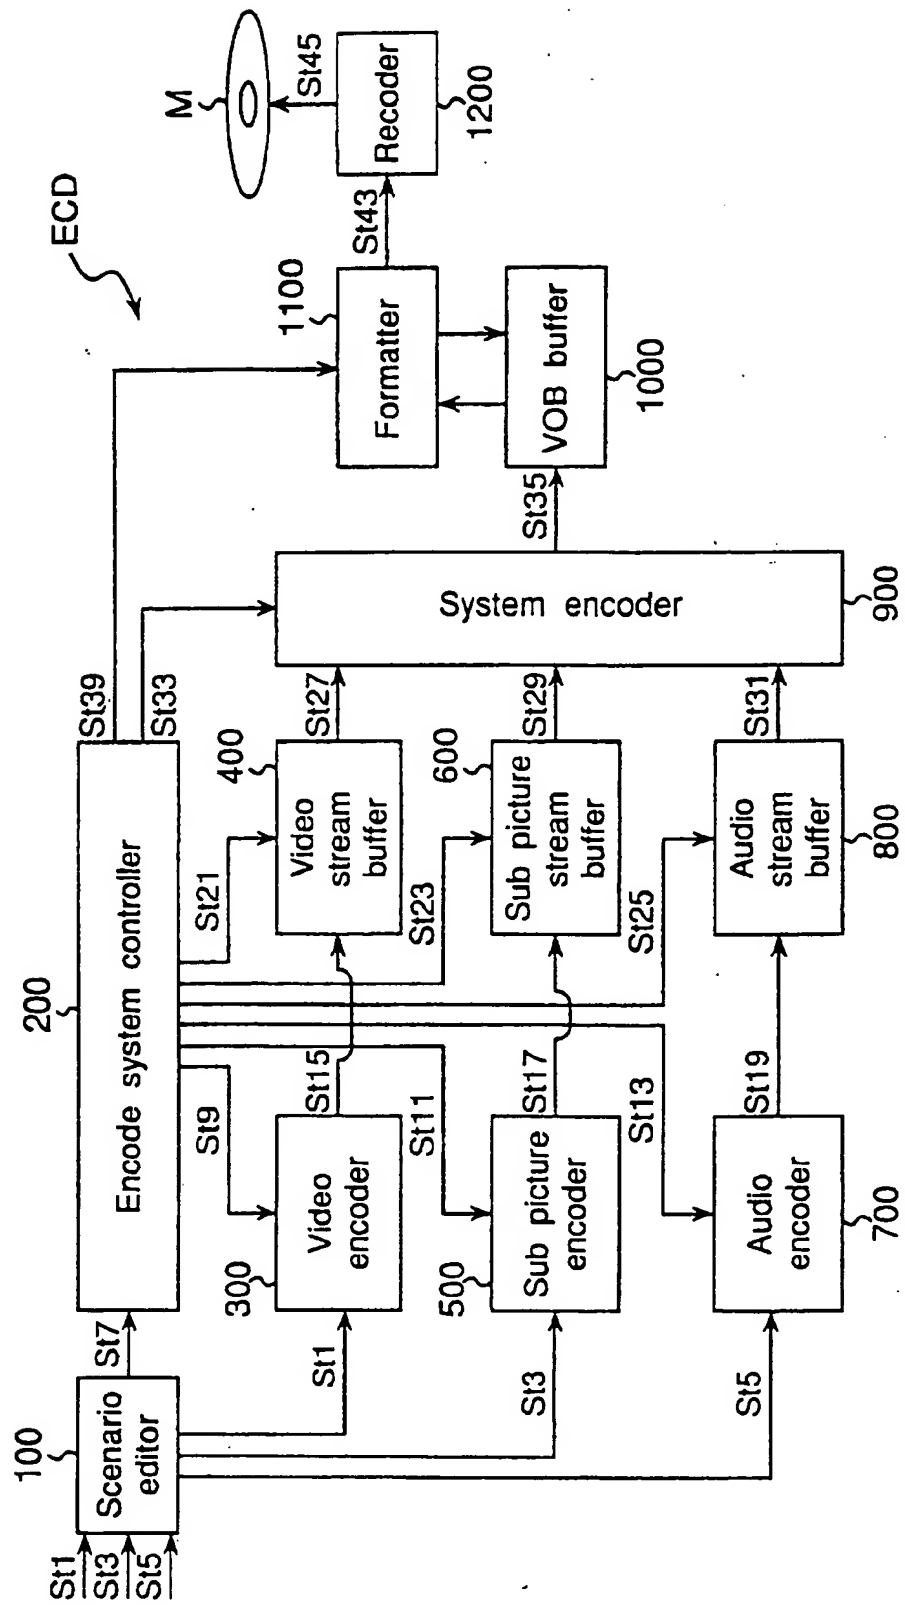 ECD
M
St45
Recoder
1200
St43
1100
Formatter
VOB buffer
1000
St35
St39
St33
System encoder
900
200
Encode system controller
St7
100
Scenario
editor
St1
St3
St5
St21
400
Video
stream
buffer
St27
St23
600
Sub picture
stream
buffer
St29
St25
Audio
stream
buffer
800
St31
St9
300
Video
encoder
St15
St11
500
Sub picture
encoder
St17
St13
Audio
encoder
700
St19
St1
St3
St5